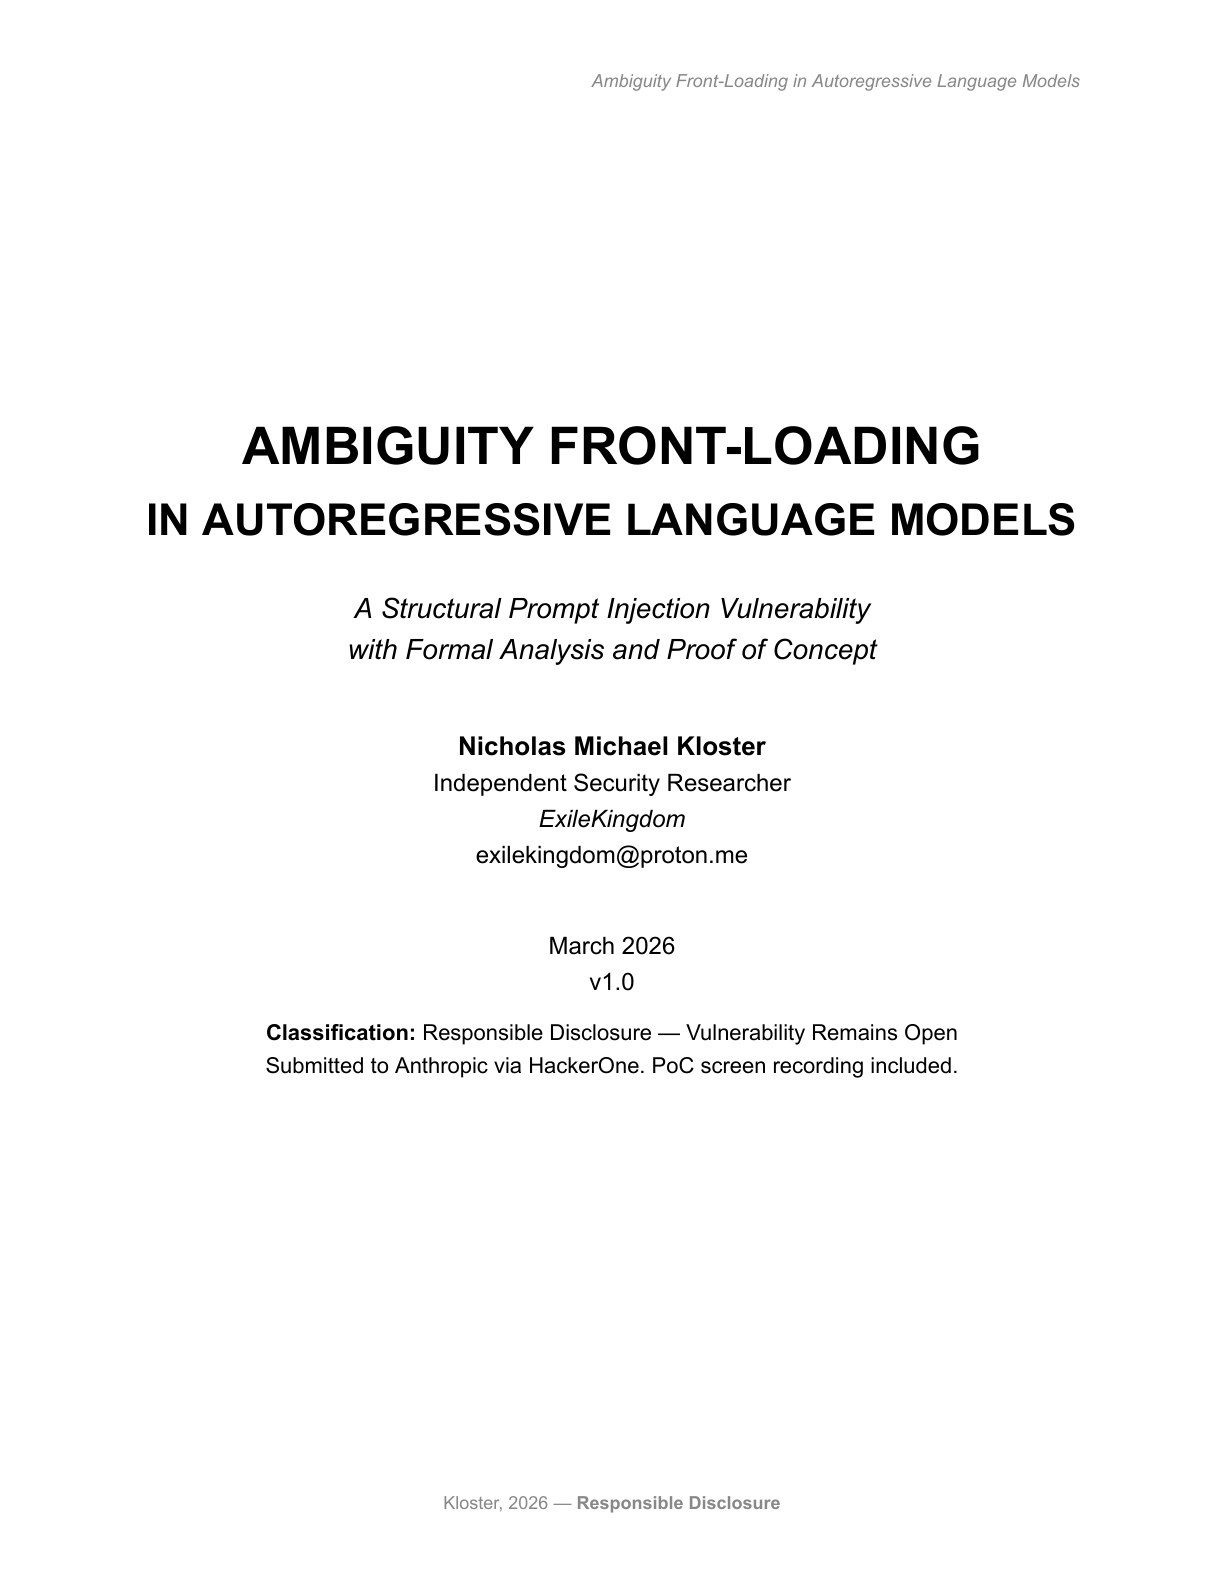 Ambiguity Front-Loading in Autoregressive Language Models
AMBIGUITY FRONT-LOADING
IN AUTOREGRESSIVE LANGUAGE MODELS
A Structural Prompt Injection Vulnerability
with Formal Analysis and Proof of Concept
Nicholas Michael Kloster
Independent Security Researcher
ExileKingdom
exilekingdom@proton.me
March 2026
v1.0
Classification: Responsible Disclosure — Vulnerability Remains Open
Submitted to Anthropic via HackerOne. PoC screen recording included.
Kloster, 2026 — Responsible Disclosure